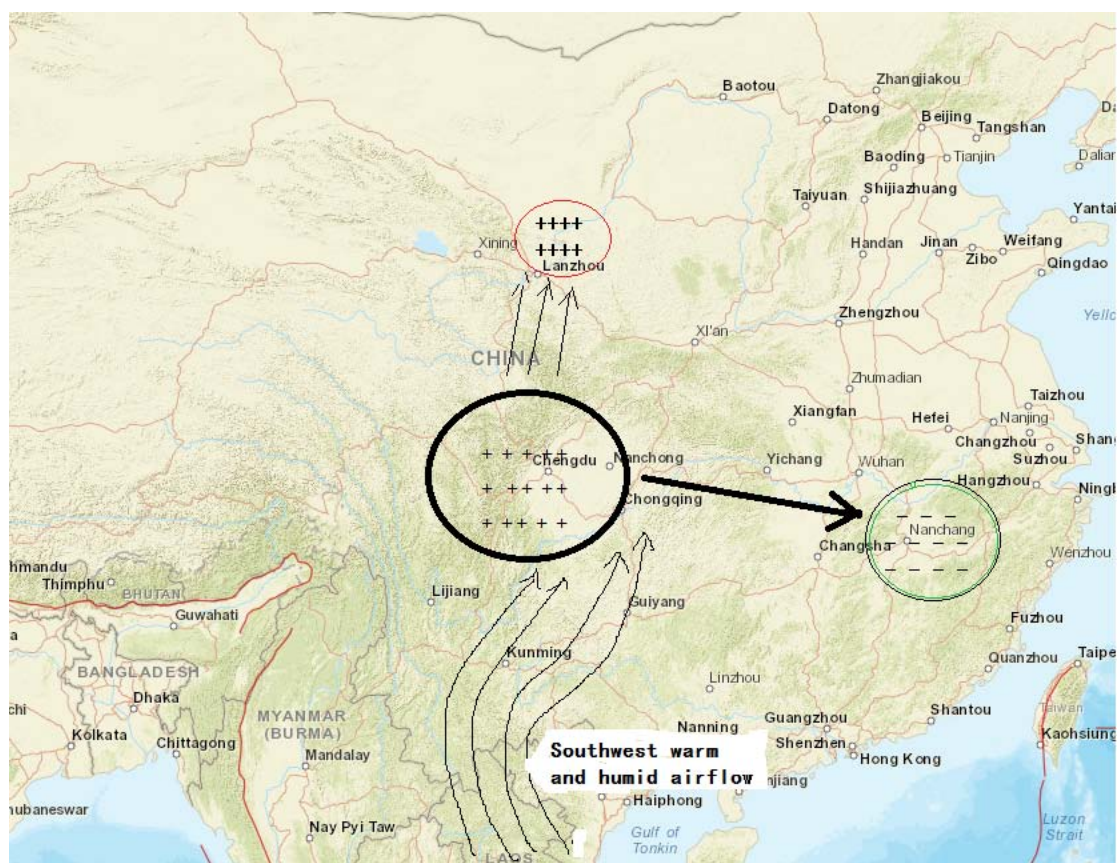 Zhangjiakou
Baotou
Datong
Beijing
Tangshan
Baoding
Tianjin
Dalian
Taiyuan
Shijiazhuang
Yantai
++++
++++
Xining
Lanzhou
Handan
Jinan
Weifang
Zibo
Qingdao
Zhengzhou
XI'an
CHINA
Zhumadian
Xiangfan
Hefei
Taizhou
Nanjing
Changzhou
Suzhou
+ + + + +
Chengdu
Nanchong
Yichang
Wuhan
Hangzhou
+ ++ + +
Chongqing
+ ++ + +
_ _ _
Nanchang
_ _ _ _
_ _ _ _
Changsha
Wenzhou
Thimphu
BHUTAN
Lijiang
Guwahati
Guiyang
Fuzhou
Kunming
Quanzhou
Taipei
BANGLADESH
Dhaka
Linzhou
MYANMAR
(BURMA)
Nanning
Guangzhou
Shantou
Taiwan
Kolkata
Chittagong
Mandalay
Shenzhen
Hong Kong
Kaohsiung
Southwest warm
and humid airflow
Haiphong
Nay Pyi Taw
Gulf of
Tonkin
Luzon
Strait
LAOS